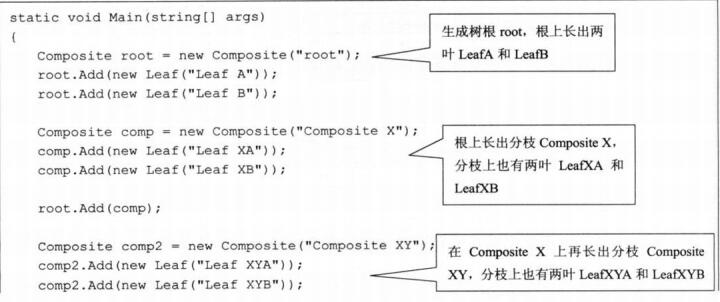 static void Main(string[] args)
{
Composite root = new Composite("root");
root.Add(new Leaf("Leaf A"));
root.Add(new Leaf("Leaf B"));
生成树根 root，根上长出两
叶 LeafA 和 LeafB
Composite comp = new Composite("Composite X");
comp.Add(new Leaf("Leaf XA"));
comp.Add(new Leaf("Leaf XB"));
根上长出分枝 Composite X，
分枝上也有两叶 LeafXA 和
LeafXB
root.Add(comp);
Composite comp2 = new Composite("Composite XY");
comp2.Add(new Leaf("Leaf XYA"));
comp2.Add(new Leaf("Leaf XYB"));
在 Composite X 上再长出分枝 Composite
XY，分枝上也有两叶 LeafXYA 和 LeafXYB